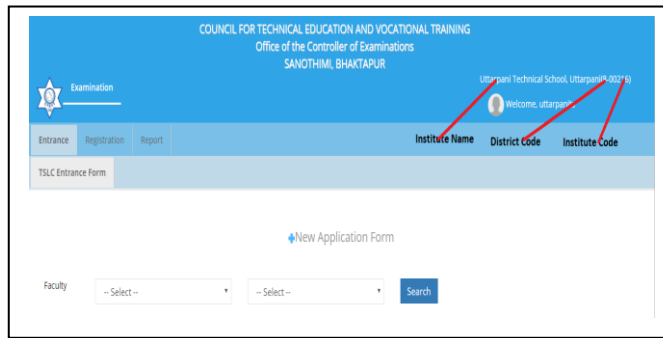 COUNCIL FOR TECHNICAL EDUCATION AND VOCATIONAL TRAINING
Office of the Controller of Examinations
SANOTHIMI, BHAKTAPUR
Uttarpani Technical School, Uttarpani(8-00216)
Examination
Welcome,
Entrance Registration Report
Institute Name District Code Institute Code
TSLC Entrance Form
New Application Form
Faculty -- Select -- -- Select -- Search